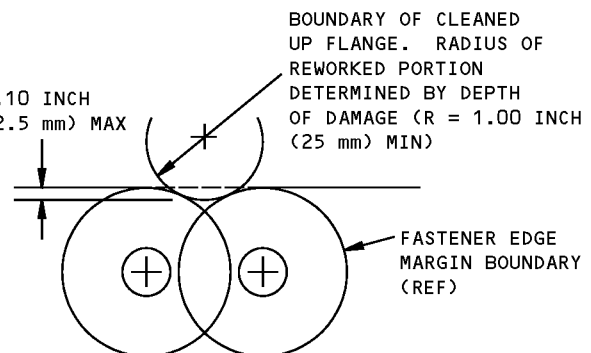 BOUNDARY OF CLEANED
UP FLANGE. RADIUS OF
REWORKED PORTION
DETERMINED BY DEPTH
OF DAMAGE (R = 1.00 INCH
(25 mm) MIN)
.10 INCH
2.5 mm) MAX
FASTENER EDGE
MARGIN BOUNDARY
(REF)